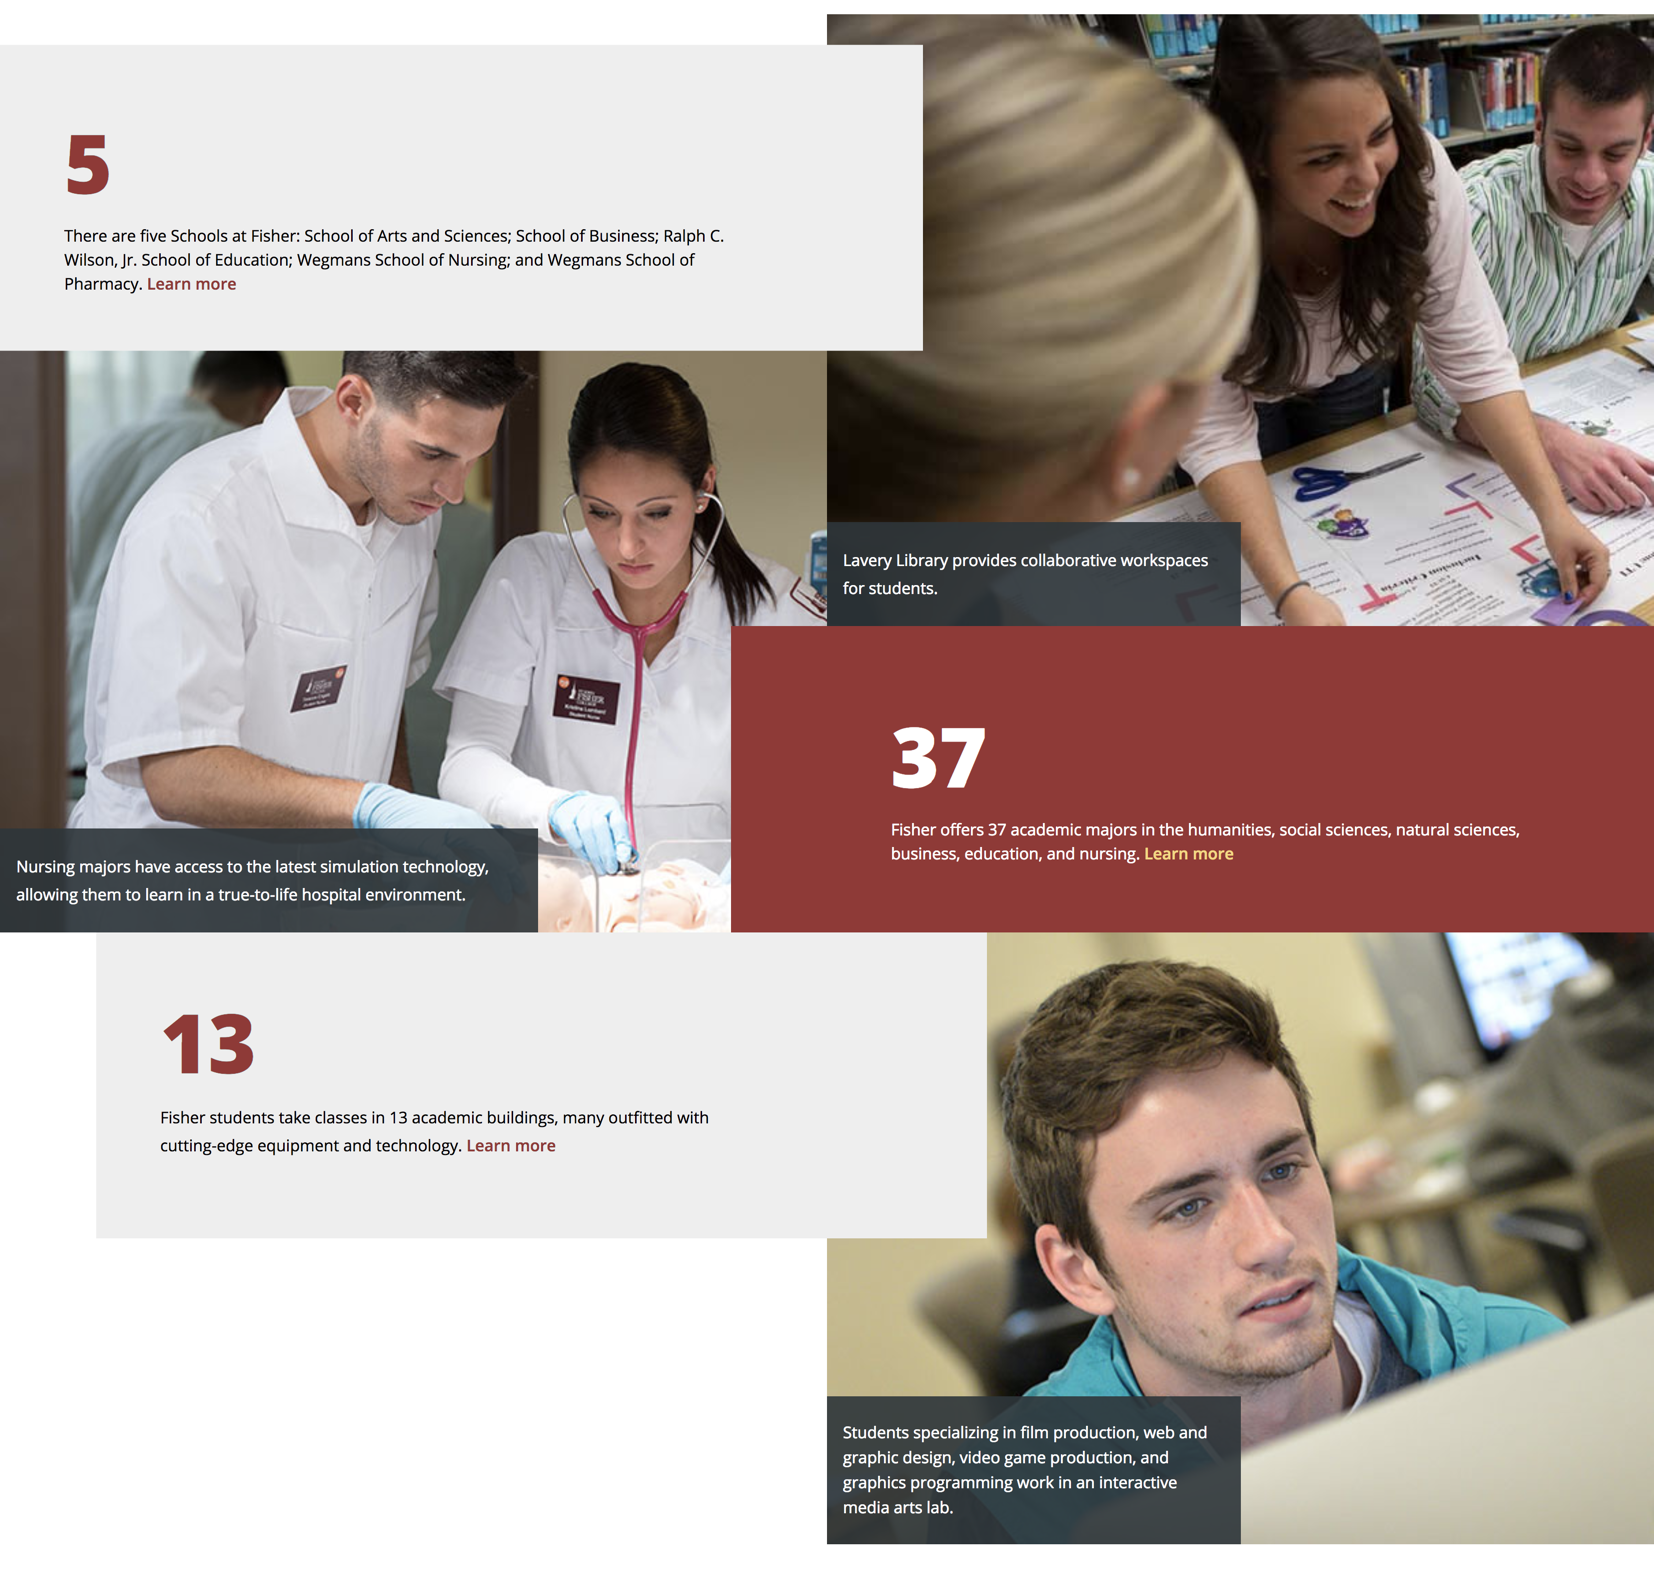 5
There are five Schools at Fisher: School of Arts and Sciences; School of Business; Ralph C.
Wilson, Jr. School of Education; Wegmans School of Nursing; and Wegmans School of
Pharmacy. Learn more
Lavery Library provides collaborative workspaces
for students.
Inclusion Criteria
FISHER
FISHER
Student Nurse
37
Fisher offers 37 academic majors in the humanities, social sciences, natural sciences,
business, education, and nursing. Learn more
Nursing majors have access to the latest simulation technology,
allowing them to learn in a true-to-life hospital environment.
13
Fisher students take classes in 13 academic buildings, many outfitted with
cutting-edge equipment and technology. Learn more
Students specializing in film production, web and
graphic design, video game production, and
graphics programming work in an interactive
media arts lab.